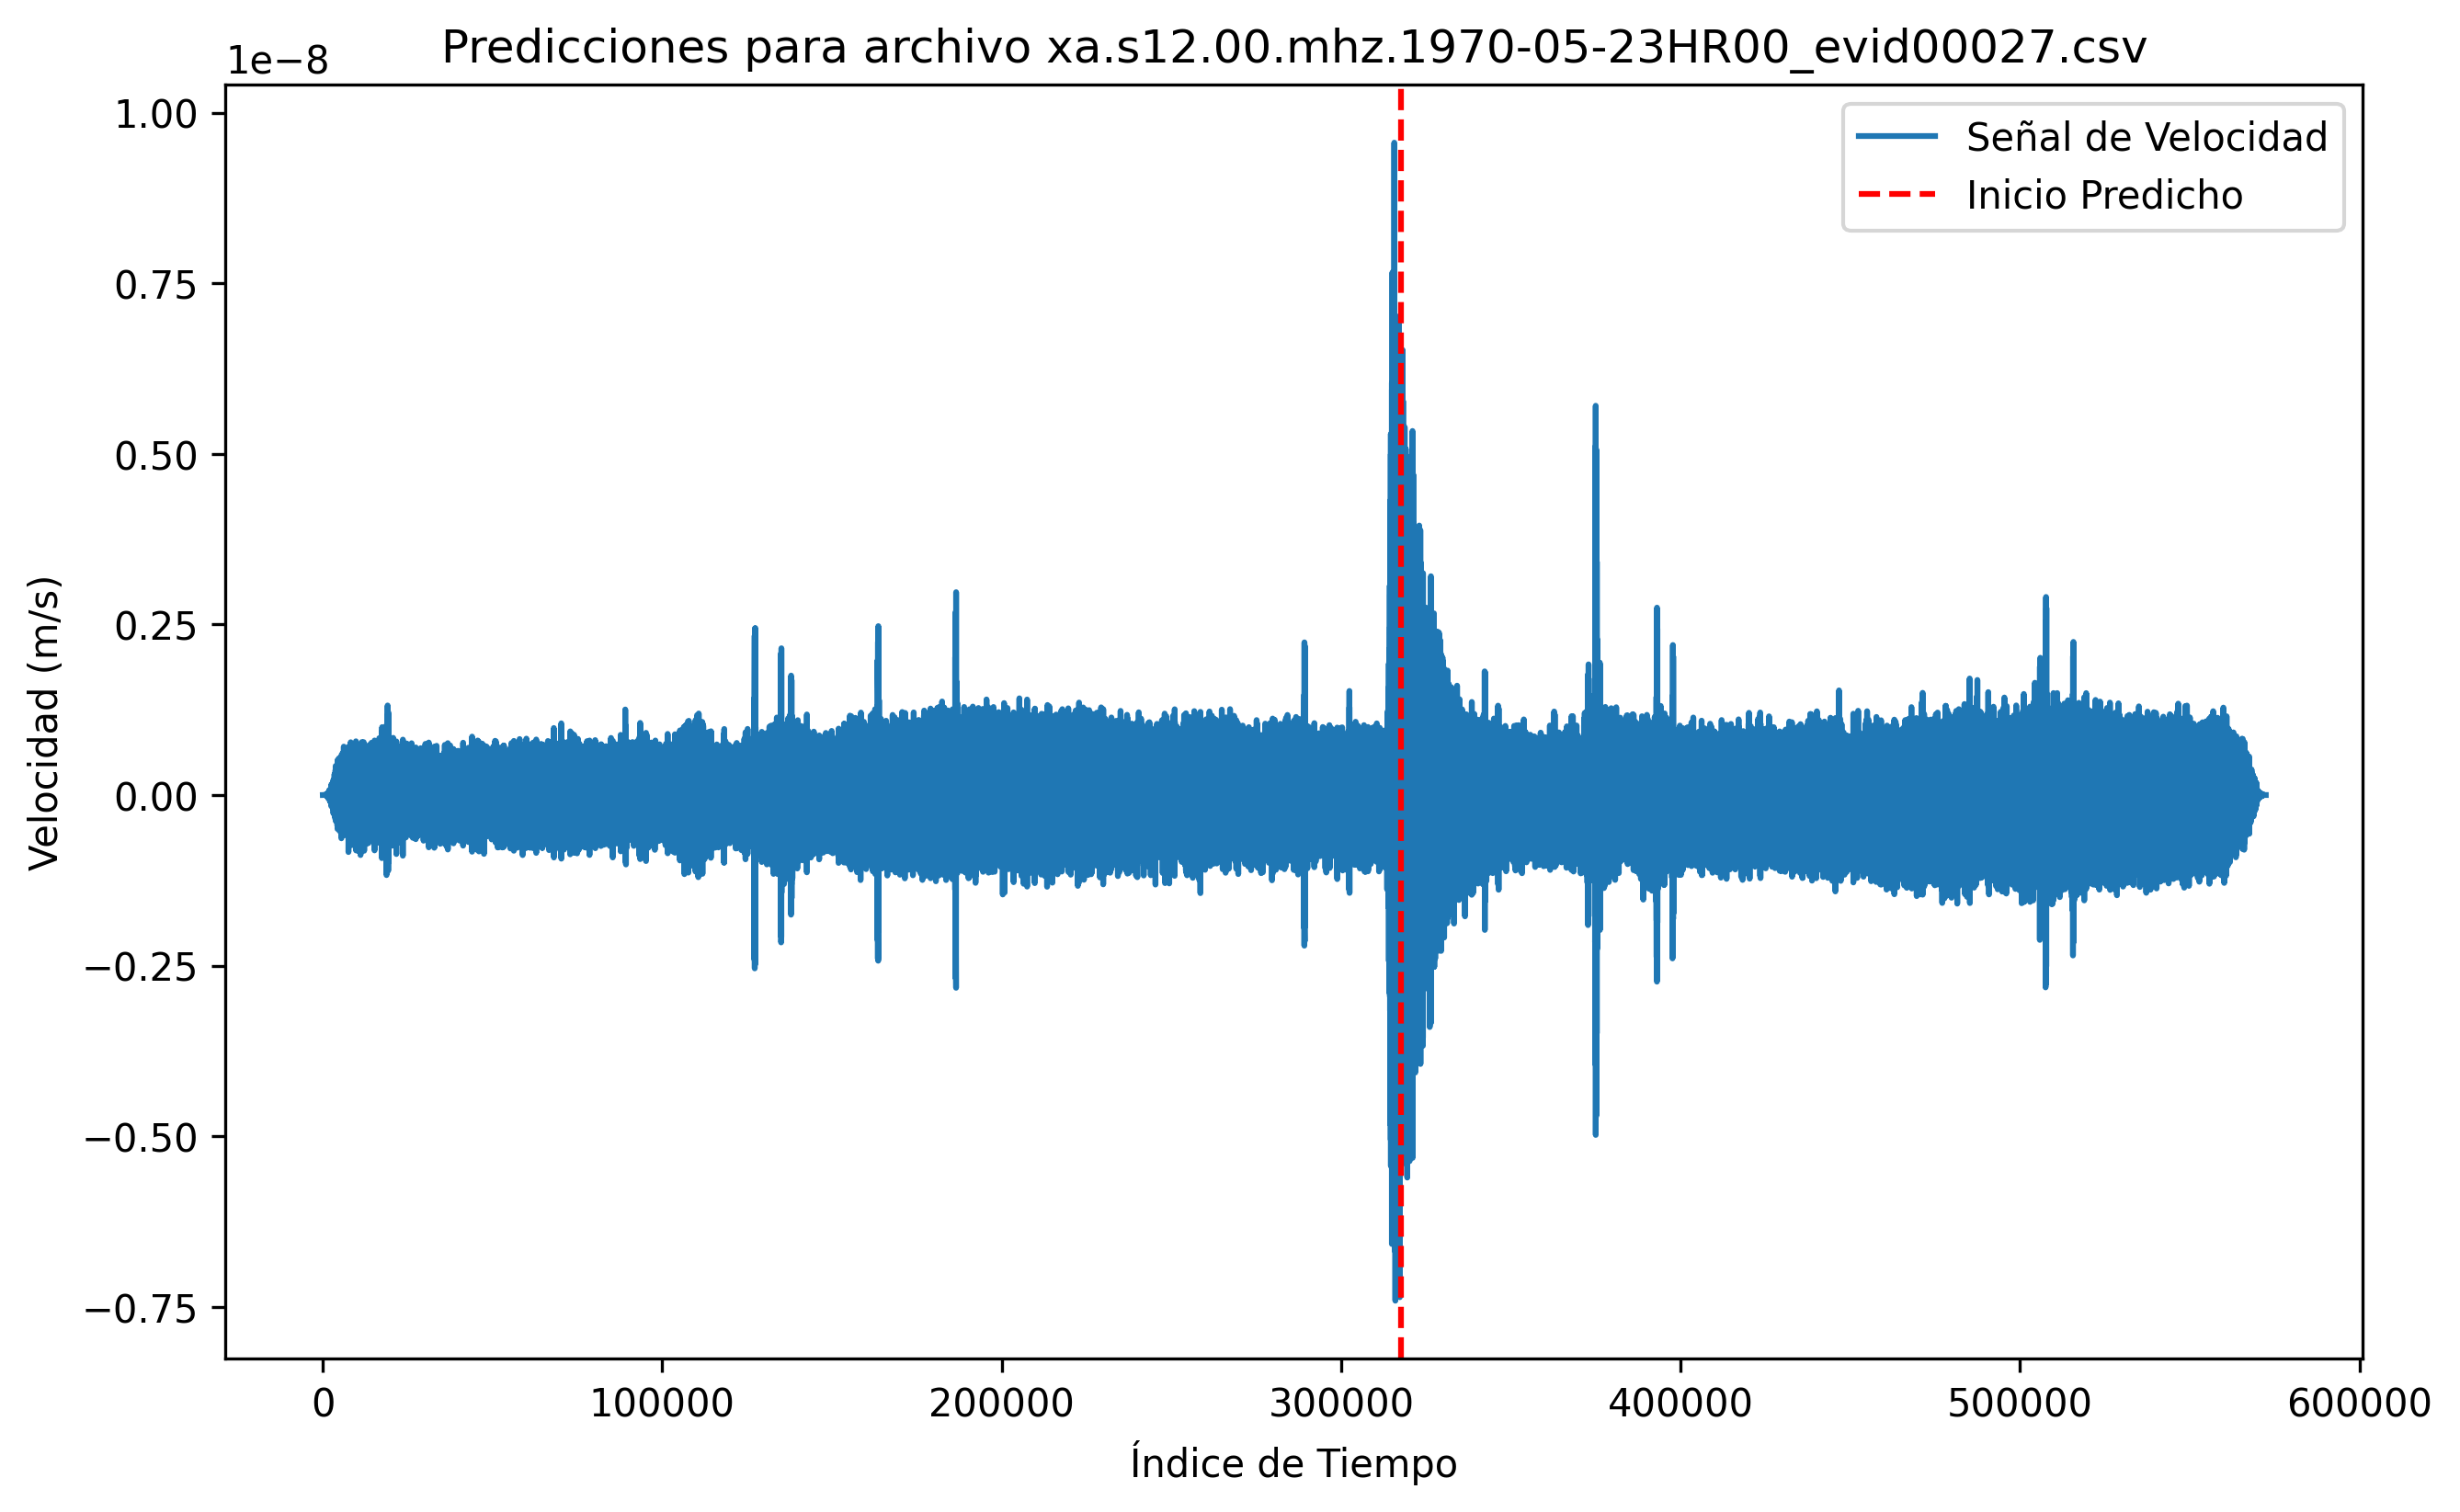 Predicciones para archivo xa.s12.00.mhz.1970-05-23HR00_evid00027.csv
1e−8
1.00
0.75
0.50
0.25
0.00
−0.25
−0.50
−0.75
Velocidad (m/s)
Señal de Velocidad
Inicio Predicho
0 100000 200000 300000 400000 500000 600000
Índice de Tiempo